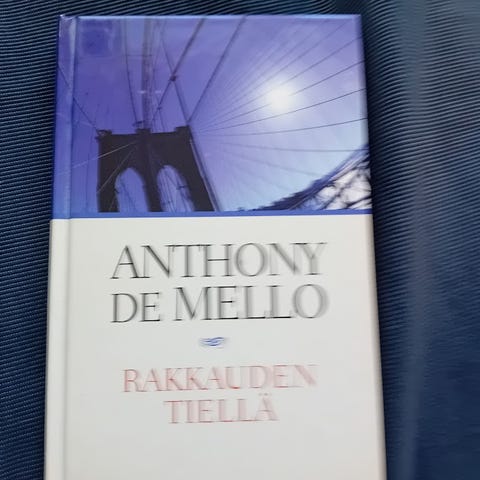 ANTHONY
DE MELLO
RAKKAUDEN
TIELLÄ